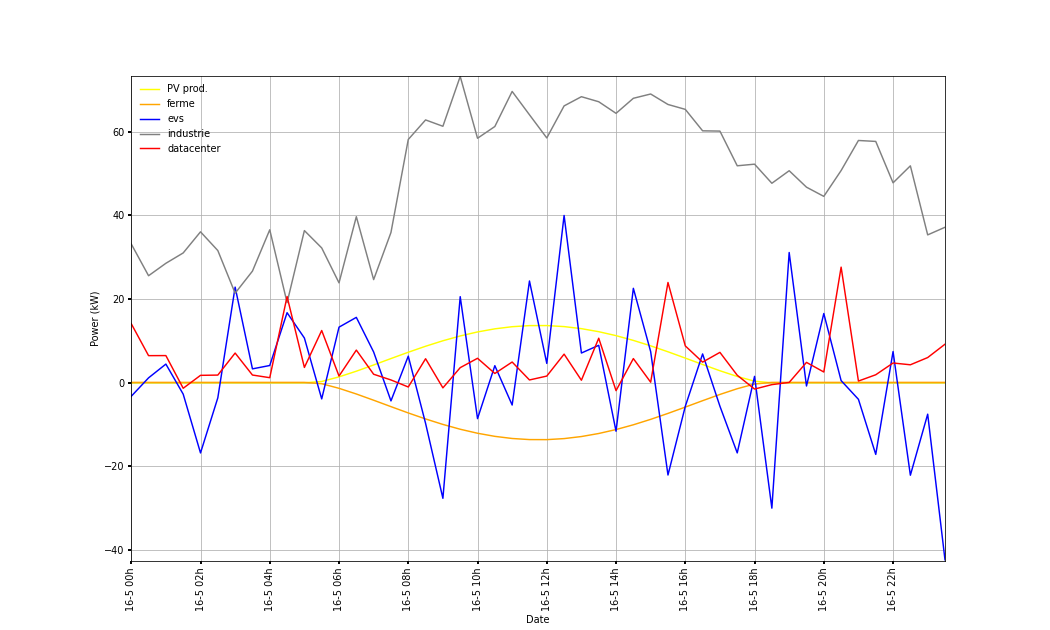 PV prod.
ferme
evs
industrie
datacenter
Power (kW)
60
40
20
0
−20
−40
16-5 00h
16-5 02h
16-5 04h
16-5 06h
16-5 08h
16-5 10h
16-5 12h
16-5 14h
16-5 16h
16-5 18h
16-5 20h
16-5 22h
Date